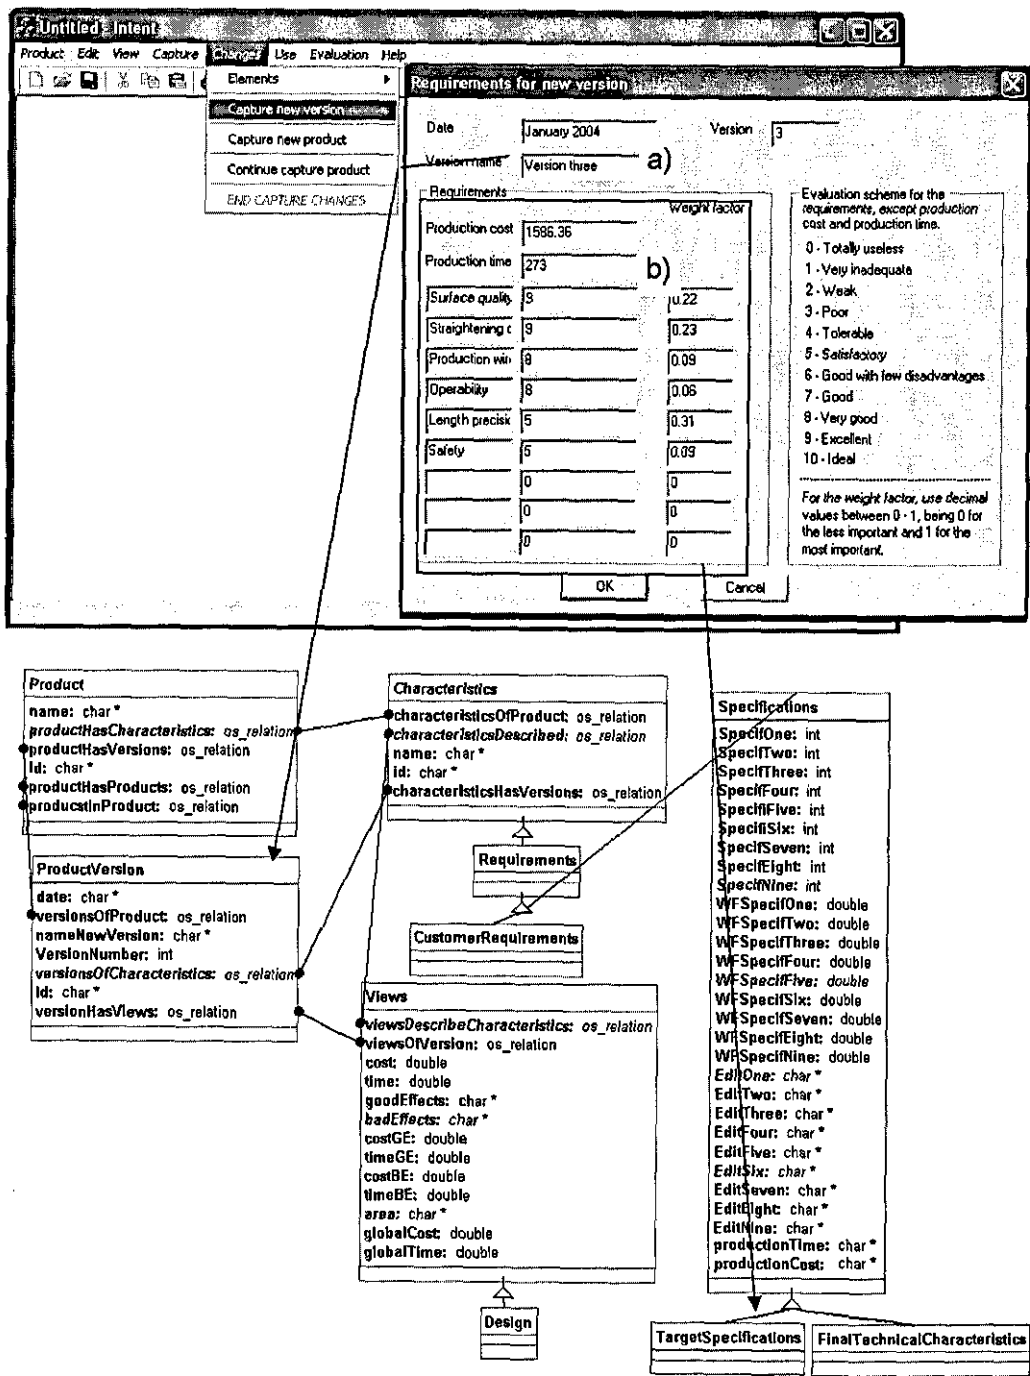 Untitled - Intent
Product Edit View Capture Changes Use Evaluation Help
Elements
Capture new version
Capture new product
Continue capture product
END CAPTURE CHANGES
Requirements for new version
Date January 2004 Version 3
Version name Version three a)
Requirements
Weight factor
Production cost 1586.36
Production time 273
b)
Surface quality 9 0.22
Straightening c 9 0.23
Production win 8 0.09
Operability 8 0.06
Length precisic 5 0.31
Safety 5 0.09
0 0
0 0
0 0
OK Cancel
Evaluation scheme for the
requirements, except production
cost and production time.
0 - Totally useless
1 - Very inadequate
2 - Weak
3 - Poor
4 - Tolerable
5 - Satisfactory
6 - Good with few disadvantages
7 - Good
8 - Very good
9 - Excellent
10 - Ideal
For the weight factor, use decimal
values between 0 - 1, being 0 for
the less important and 1 for the
most important.
Product
name: char *
productHasCharacteristics: os_relation
productHasVersions: os_relation
id: char *
productHasProducts: os_relation
producstInProduct: os_relation
ProductVersion
date: char *
versionsOfProduct: os_relation
nameNewVersion: char *
VersionNumber: int
versionsOfCharacteristics: os_relation
id: char *
versionHasViews: os_relation
Characteristics
characteristicsOfProduct: os_relation
characteristicsDescribed: os_relation
name: char *
id: char *
characteristicsHasVersions: os_relation
Requirements
CustomerRequirements
Views
viewsDescribeCharacteristics: os_relation
viewsOfVersion: os_relation
cost: double
time: double
goodEffects: char *
badEffects: char *
costGE: double
timeGE: double
costBE: double
timeBE: double
area: char *
globalCost: double
globalTime: double
Design
Specifications
SpecifOne: int
SpecifTwo: int
SpecifThree: int
SpecifFour: int
SpecifiFive: int
SpecifiSix: int
SpecifSeven: int
SpecifEight: int
SpecifNine: int
WFSpecifOne: double
WFSpecifTwo: double
WFSpecifThree: double
WFSpecifFour: double
WFSpecifFive: double
WFSpecifSix: double
WFSpecifSeven: double
WFSpecifEight: double
WFSpecifNine: double
EditOne: char *
EditTwo: char *
EditThree: char *
EditFour: char *
EditFive: char *
EditSix: char *
EditSeven: char *
EditEight: char *
EditNine: char *
productionTime: char *
productionCost: char *
TargetSpecifications
FinalTechnicalCharacteristics